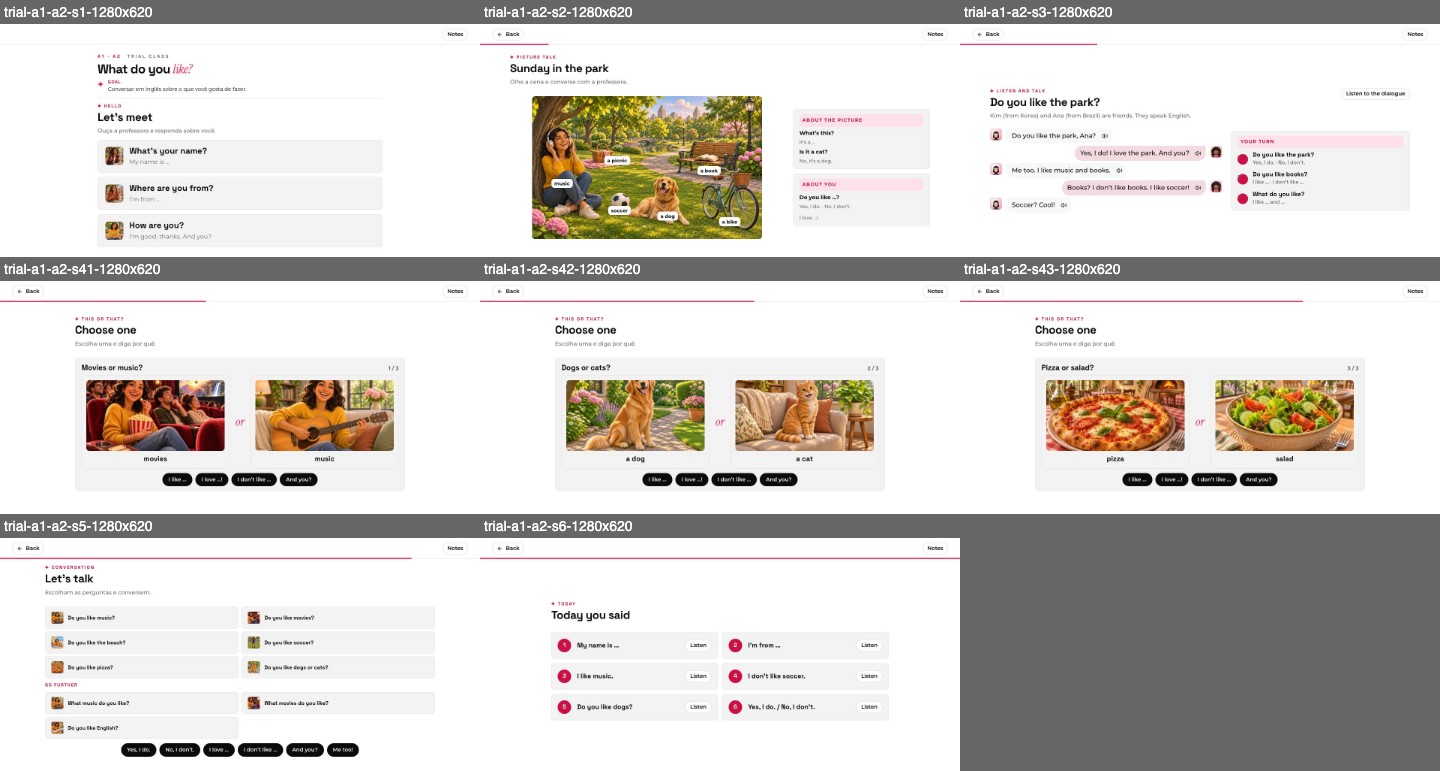 trial-a1-a2-s1-1280x620
Notes
A1 - A2 TRIAL CLASS
What do you like?
GOAL
Conversar em inglês sobre o que você gosta de fazer.
HELLO
Let's meet
Ouça a professora e responda sobre você.
What's your name?
My name is ...
Where are you from?
I'm from ...
How are you?
I'm good, thanks. And you?
trial-a1-a2-s2-1280x620
← Back
Notes
PICTURE TALK
Sunday in the park
Olhe a cena e converse com a professora.
a picnic
a book
music
soccer
a dog
a bike
ABOUT THE PICTURE
What's this?
It's a ...
Is it a cat?
No, it's a dog.
ABOUT YOU
Do you like ...?
Yes, I do. · No, I don't.
I love ...!
trial-a1-a2-s3-1280x620
← Back
Notes
LISTEN AND TALK
Do you like the park?
Kim (from Korea) and Ana (from Brazil) are friends. They speak English.
Listen to the dialogue
Do you like the park, Ana?
Yes, I do! I love the park. And you?
Me too. I like music and books.
Books? I don't like books. I like soccer!
Soccer? Cool!
YOUR TURN
Do you like the park?
Yes, I do. · No, I don't.
Do you like books?
I like ... · I don't like ...
What do you like?
I like ... and ...
trial-a1-a2-s41-1280x620
← Back
Notes
THIS OR THAT?
Choose one
Escolha uma e diga por quê.
Movies or music?
1 / 3
or
movies
music
I like ...
I love ...!
I don't like ...
And you?
trial-a1-a2-s42-1280x620
← Back
Notes
THIS OR THAT?
Choose one
Escolha uma e diga por quê.
Dogs or cats?
2 / 3
or
a dog
a cat
I like ...
I love ...!
I don't like ...
And you?
trial-a1-a2-s43-1280x620
← Back
Notes
THIS OR THAT?
Choose one
Escolha uma e diga por quê.
Pizza or salad?
3 / 3
or
pizza
salad
I like ...
I love ...!
I don't like ...
And you?
trial-a1-a2-s5-1280x620
← Back
Notes
CONVERSATION
Let's talk
Escolham as perguntas e conversem.
Do you like music?
Do you like movies?
Do you like the beach?
Do you like soccer?
Do you like pizza?
Do you like dogs or cats?
GO FURTHER
What music do you like?
What movies do you like?
Do you like English?
Yes, I do.
No, I don't.
I love ...
I don't like ...
And you?
Me too!
trial-a1-a2-s6-1280x620
← Back
Notes
TODAY
Today you said
1 My name is ... Listen
2 I'm from ... Listen
3 I like music. Listen
4 I don't like soccer. Listen
5 Do you like dogs? Listen
6 Yes, I do. / No, I don't. Listen